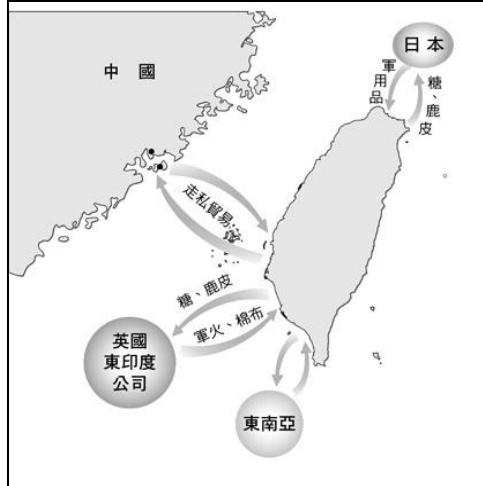 中國
日本
軍用品
糖、鹿皮
走私貿易
糖、鹿皮
軍火、棉布
英國
東印度
公司
東南亞